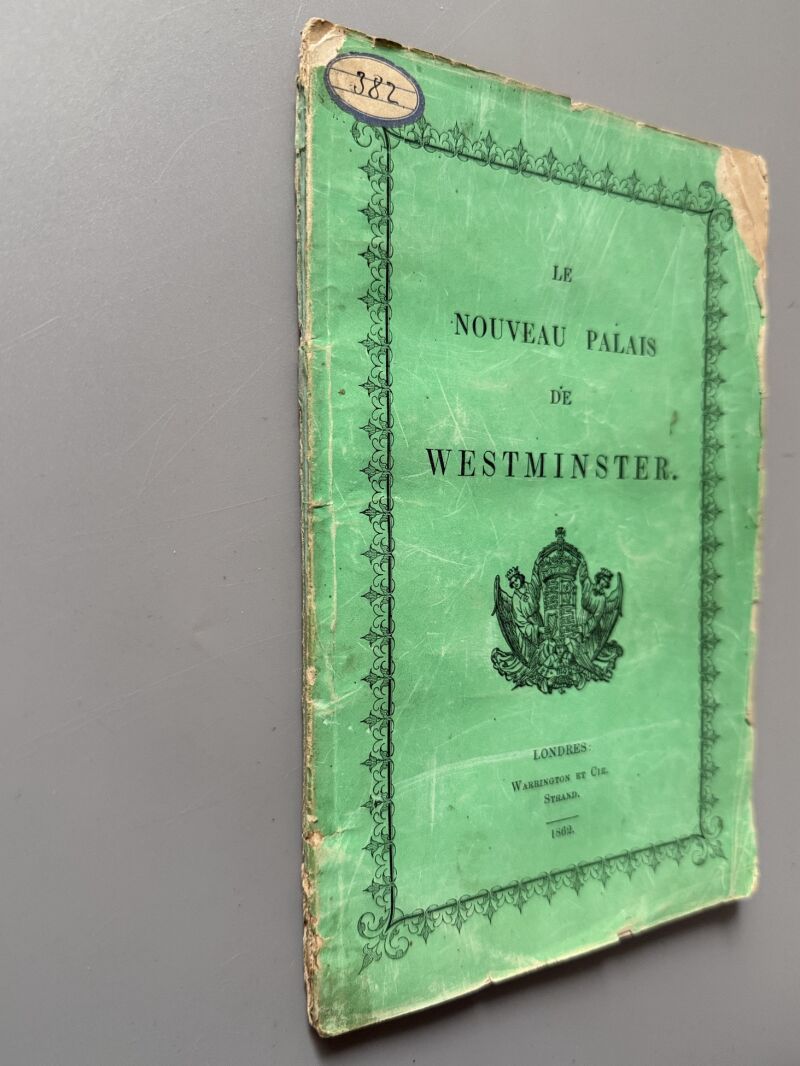 382
LE
NOUVEAU PALAIS
DE
WESTMINSTER.
LONDRES:
WARRINGTON ET CIE.
STRAND.
1862.